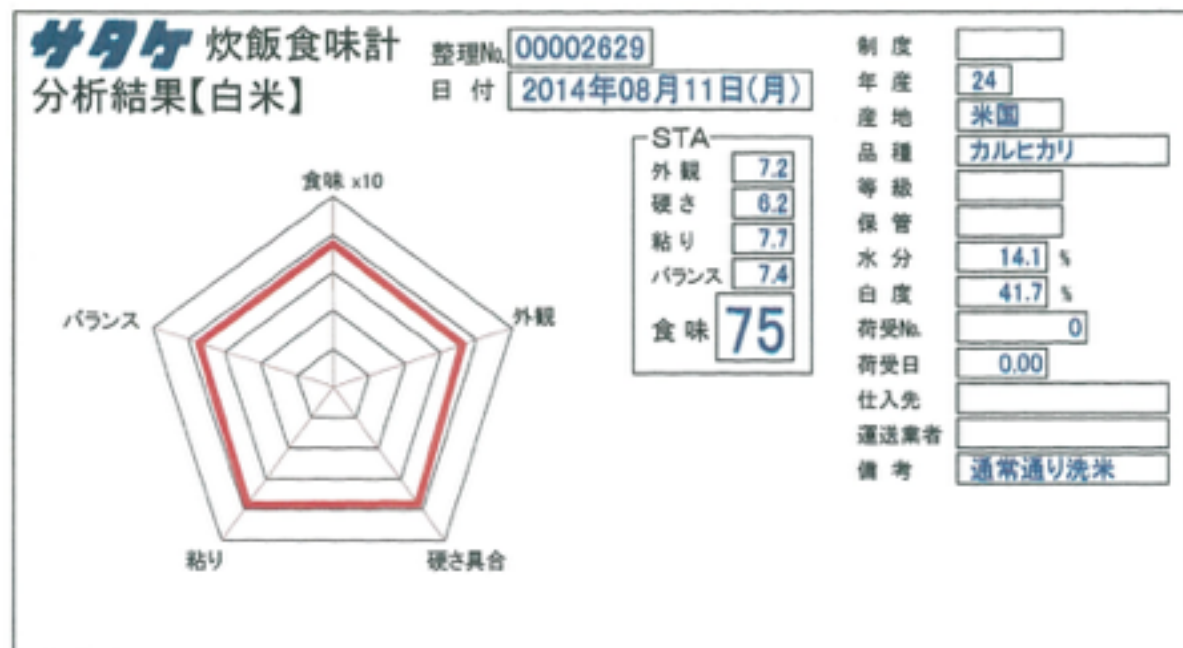 サタケ 炊飯食味計
分析結果【白米】
整理No. 00002629
日付 2014年08月11日(月)
STA
外観 7.2
硬さ 6.2
粘り 7.7
バランス 7.4
食味 75
食味 x10
外観
硬さ具合
粘り
バランス
制度
年産 24
産地 米国
品種 カルヒカリ
等級
保管
水分 14.1 %
白度 41.7 %
荷受No. 0
荷受日 0.00
仕入先
運送業者
備考 通常通り洗米